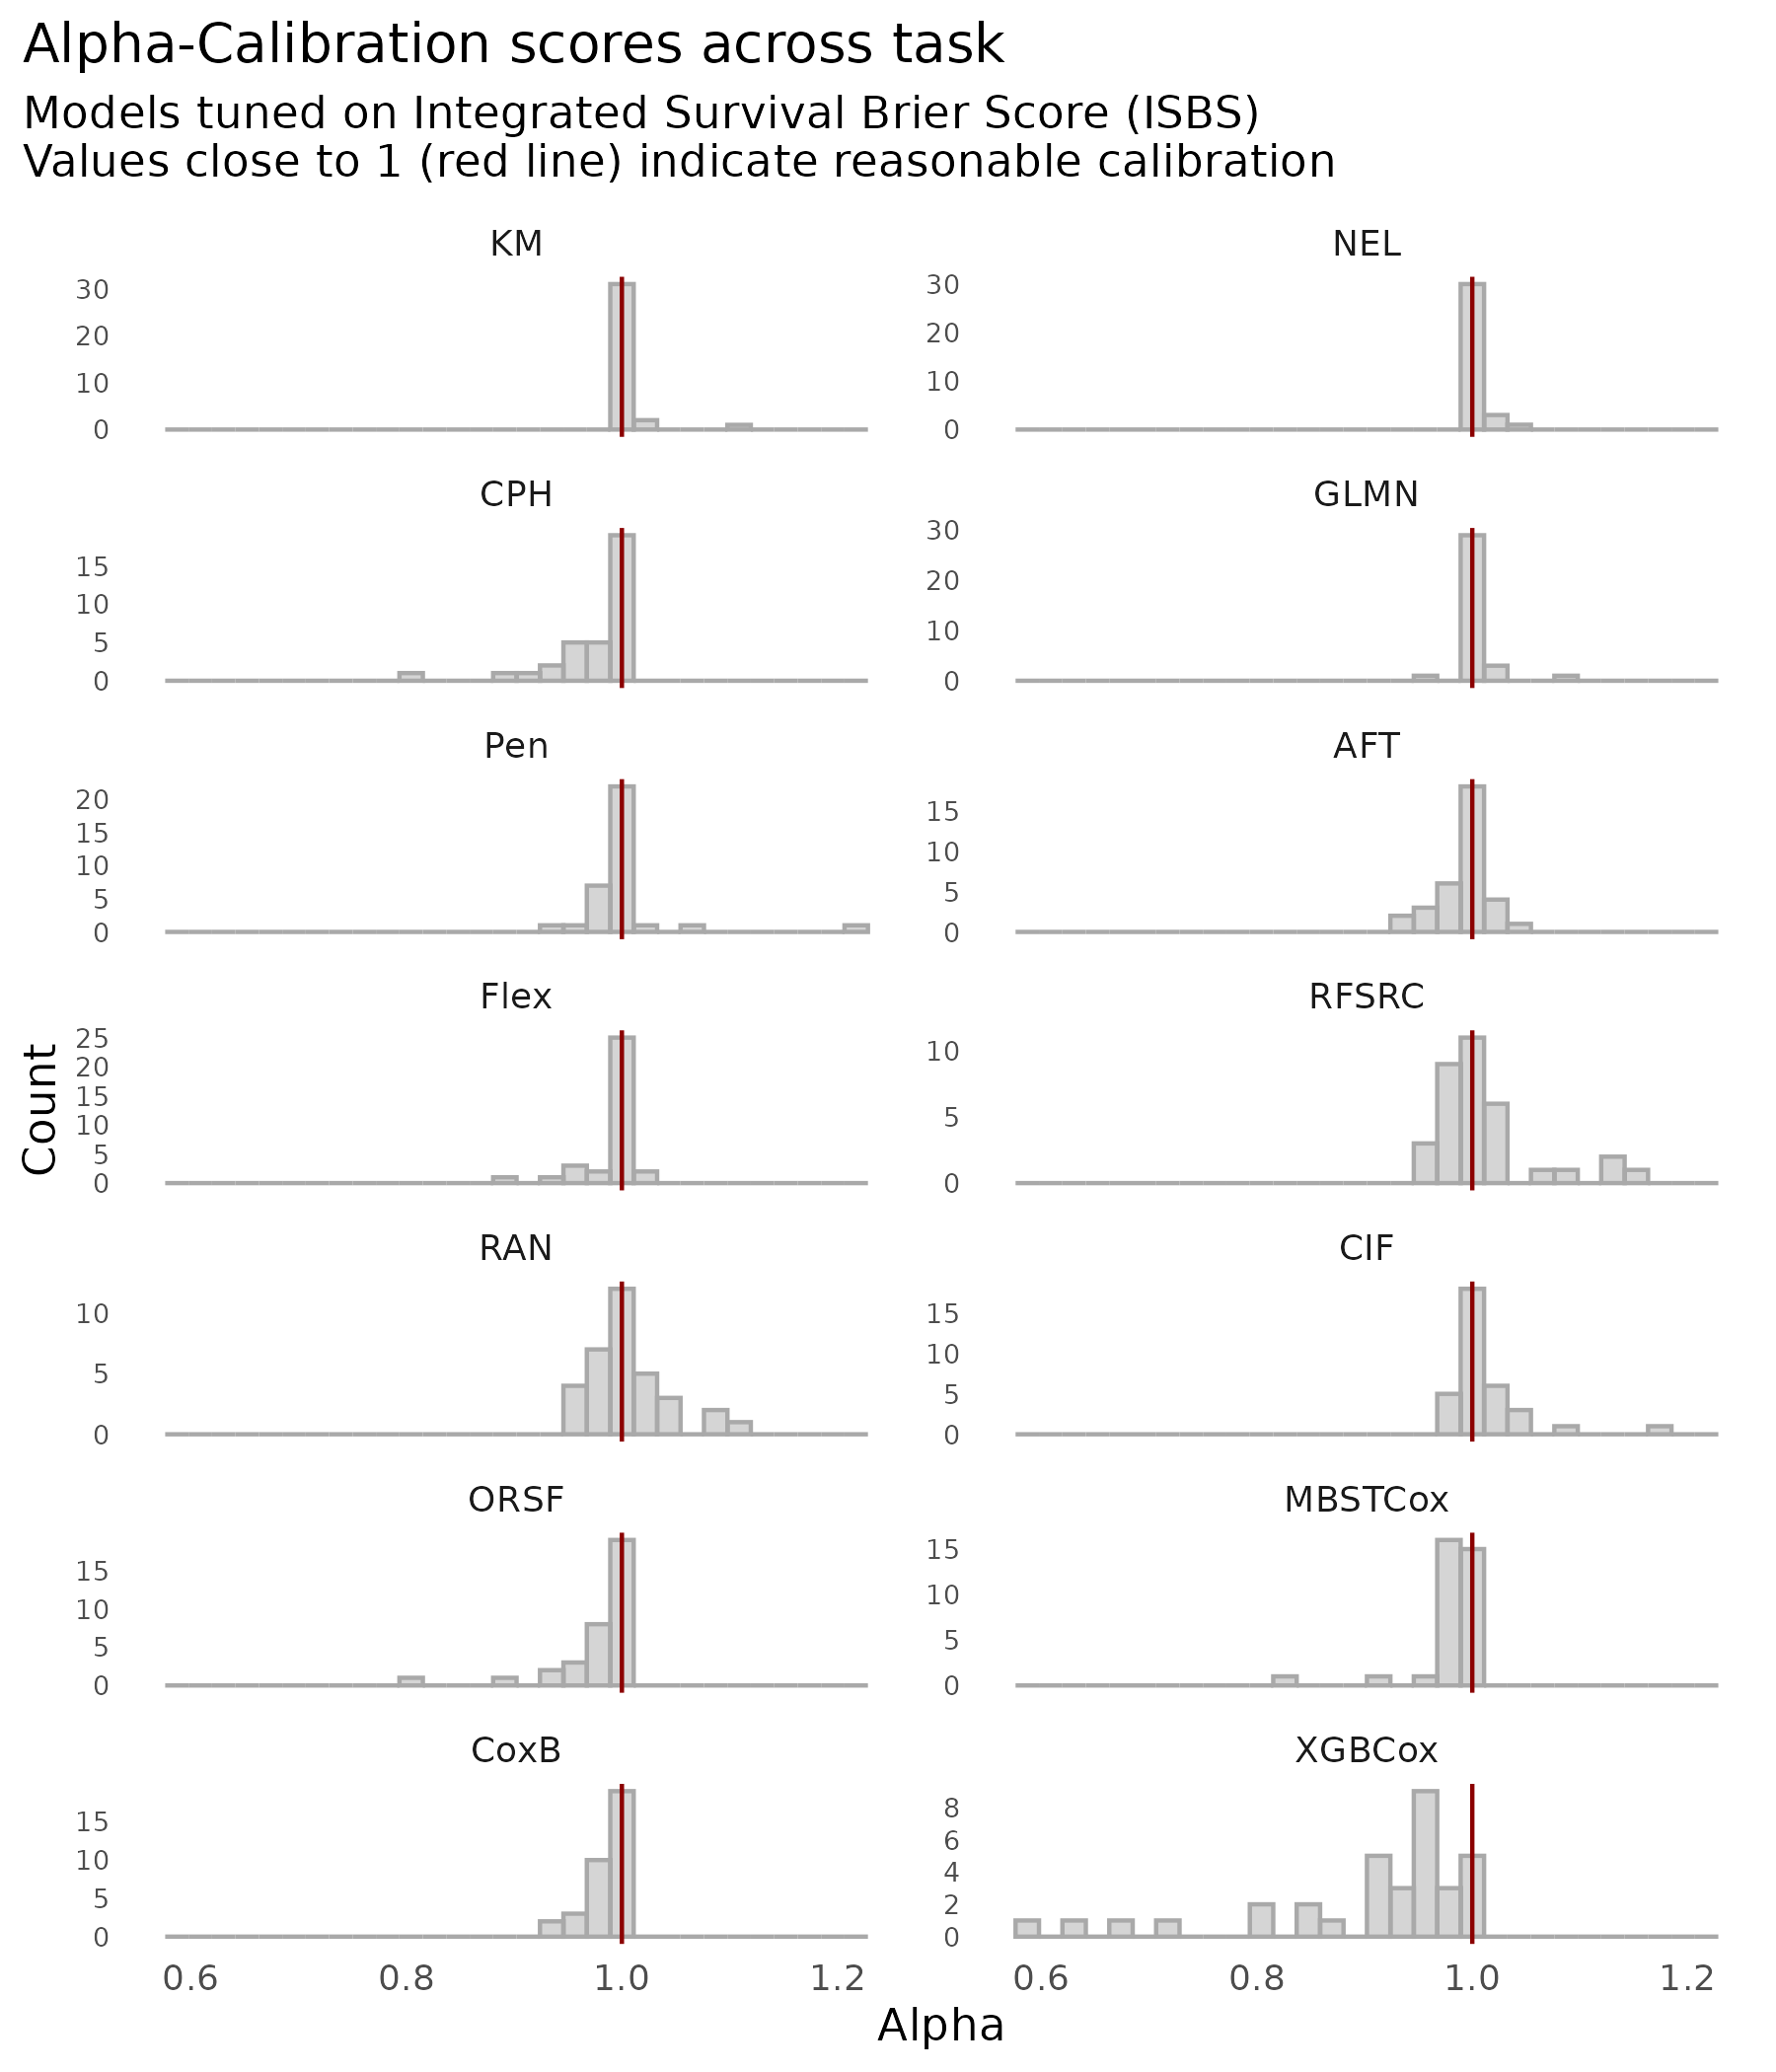 Alpha-Calibration scores across task
Models tuned on Integrated Survival Brier Score (ISBS)
Values close to 1 (red line) indicate reasonable calibration
KM
30
20
10
0
NEL
30
20
10
0
CPH
15
10
5
0
GLMN
30
20
10
0
Pen
20
15
10
5
0
AFT
15
10
5
0
Flex
25
20
15
10
5
0
RFSRC
10
5
0
RAN
10
5
0
CIF
15
10
5
0
ORSF
15
10
5
0
MBSTCox
15
10
5
0
CoxB
15
10
5
0
XGBCox
8
6
4
2
0
Count
0.6 0.8 1.0 1.2
0.6 0.8 1.0 1.2
Alpha